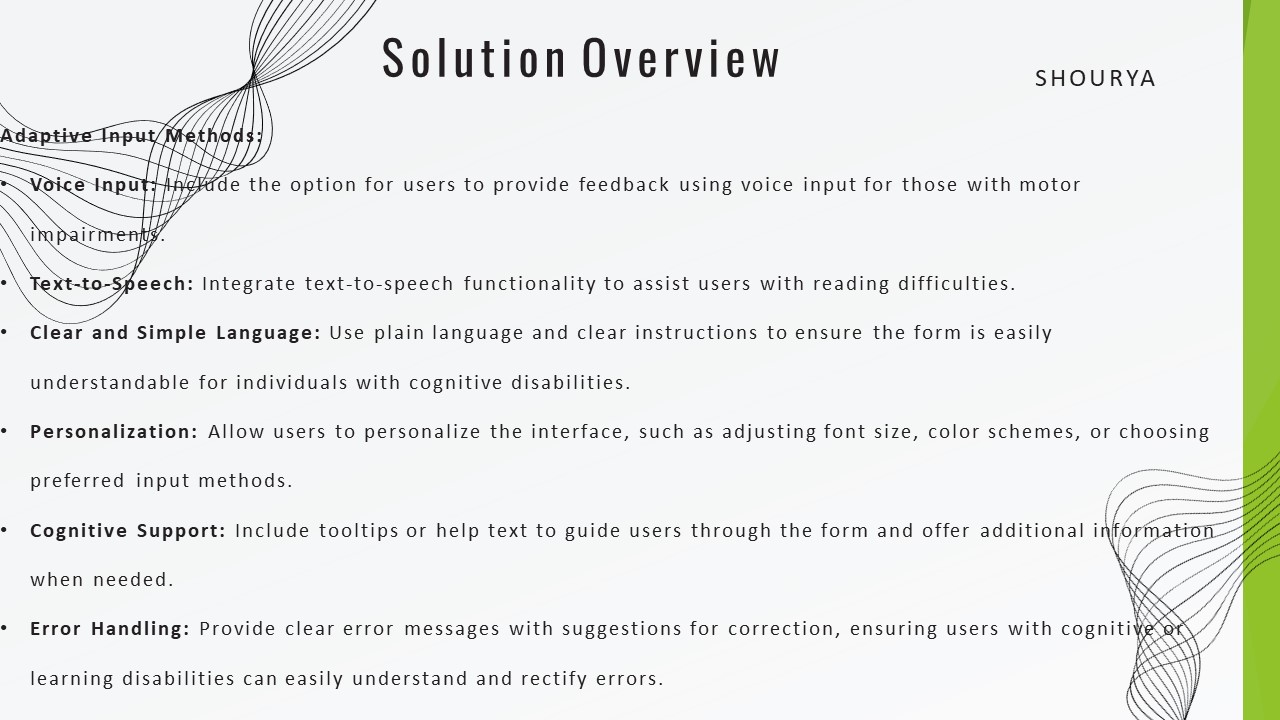 Solution Overview
SHOURYA
Adaptive Input Methods:
• Voice Input: Include the option for users to provide feedback using voice input for those with motor
impairments.
• Text-to-Speech: Integrate text-to-speech functionality to assist users with reading difficulties.
• Clear and Simple Language: Use plain language and clear instructions to ensure the form is easily
understandable for individuals with cognitive disabilities.
• Personalization: Allow users to personalize the interface, such as adjusting font size, color schemes, or choosing
preferred input methods.
• Cognitive Support: Include tooltips or help text to guide users through the form and offer additional information
when needed.
• Error Handling: Provide clear error messages with suggestions for correction, ensuring users with cognitive or
learning disabilities can easily understand and rectify errors.